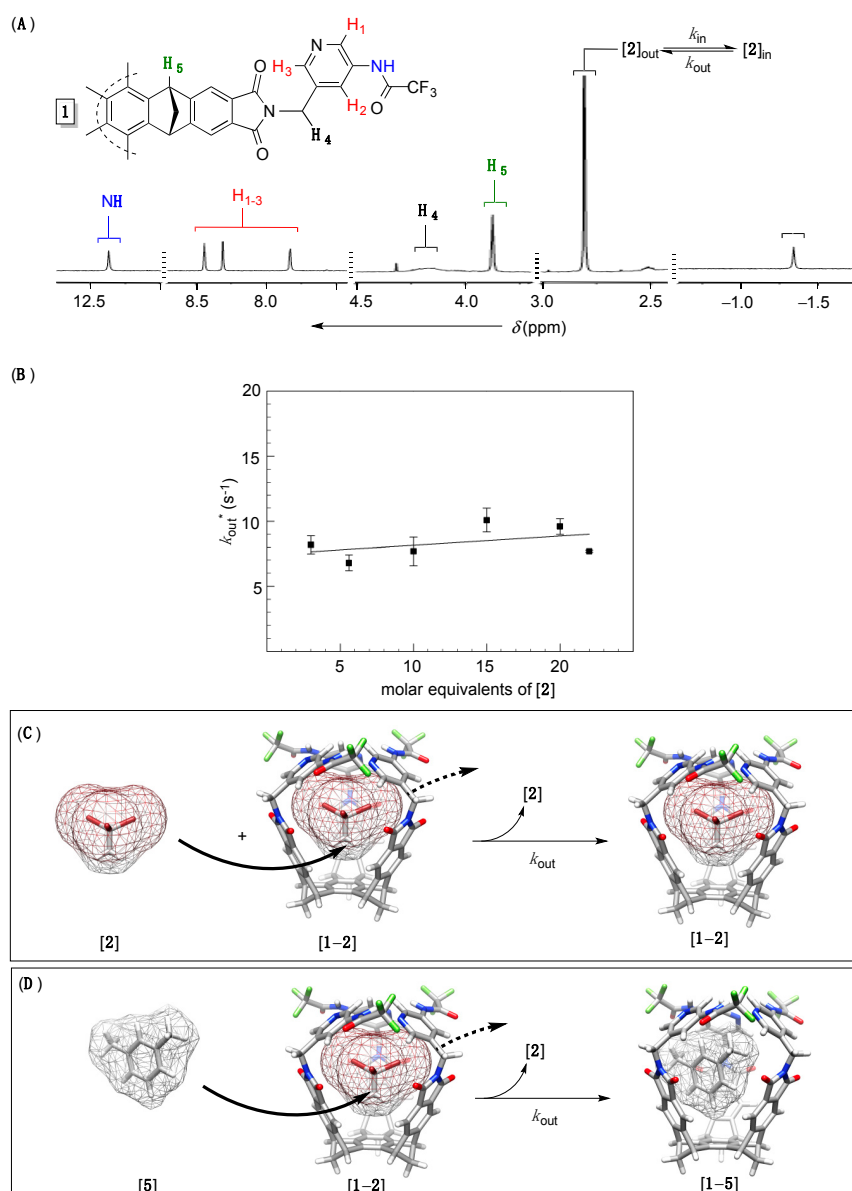 (A)
H1
N
H5
H3
NH
O
O
CF3
1
N
H2
O
H4
[2]out
kin
kout
[2]in
NH
H1-3
H4
H5
12.5
8.5
8.0
4.5
4.0
3.0
2.5
−1.0
−1.5
δ(ppm)
(B)
20
15
10
5
kout* (s-1)
5
10
15
20
molar equivalents of [2]
(C)
+
[2]
kout
[2]
[1–2]
[1–2]
(D)
[2]
kout
[5]
[1–2]
[1–5]